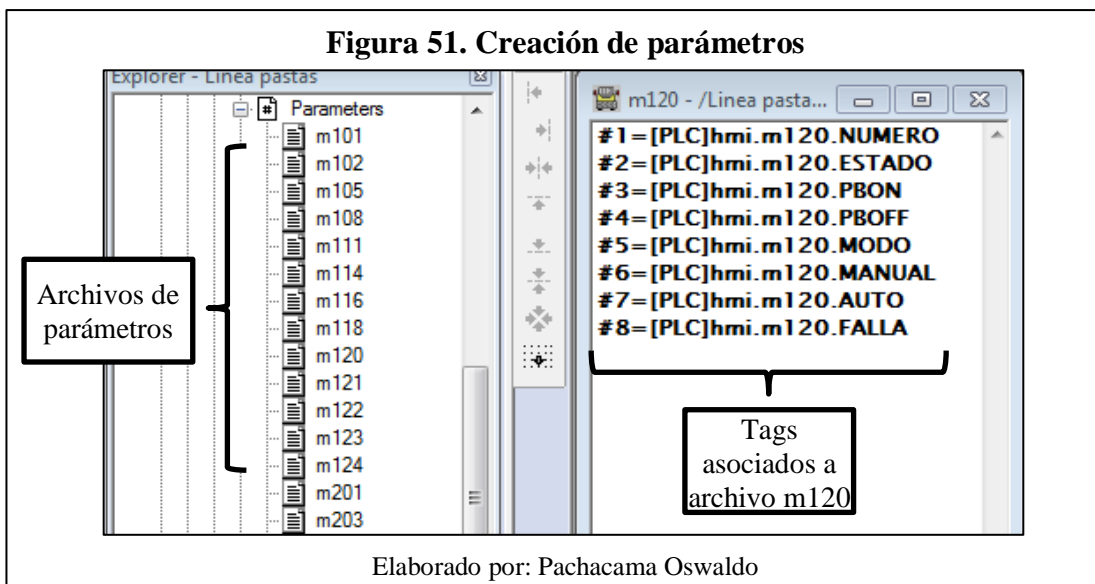 Figura 51. Creación de parámetros
Explorer - Linea pastas
Parameters
m101
m102
m105
m108
m111
m114
m116
m118
m120
m121
m122
m123
m124
m201
m203
Archivos de
parámetros
m120 - /Linea pasta...
#1=[PLC]hmi.m120.NUMERO
#2=[PLC]hmi.m120.ESTADO
#3=[PLC]hmi.m120.PBON
#4=[PLC]hmi.m120.PBOFF
#5=[PLC]hmi.m120.MODO
#6=[PLC]hmi.m120.MANUAL
#7=[PLC]hmi.m120.AUTO
#8=[PLC]hmi.m120.FALLA
Tags
asociados a
archivo m120
Elaborado por: Pachacama Oswaldo